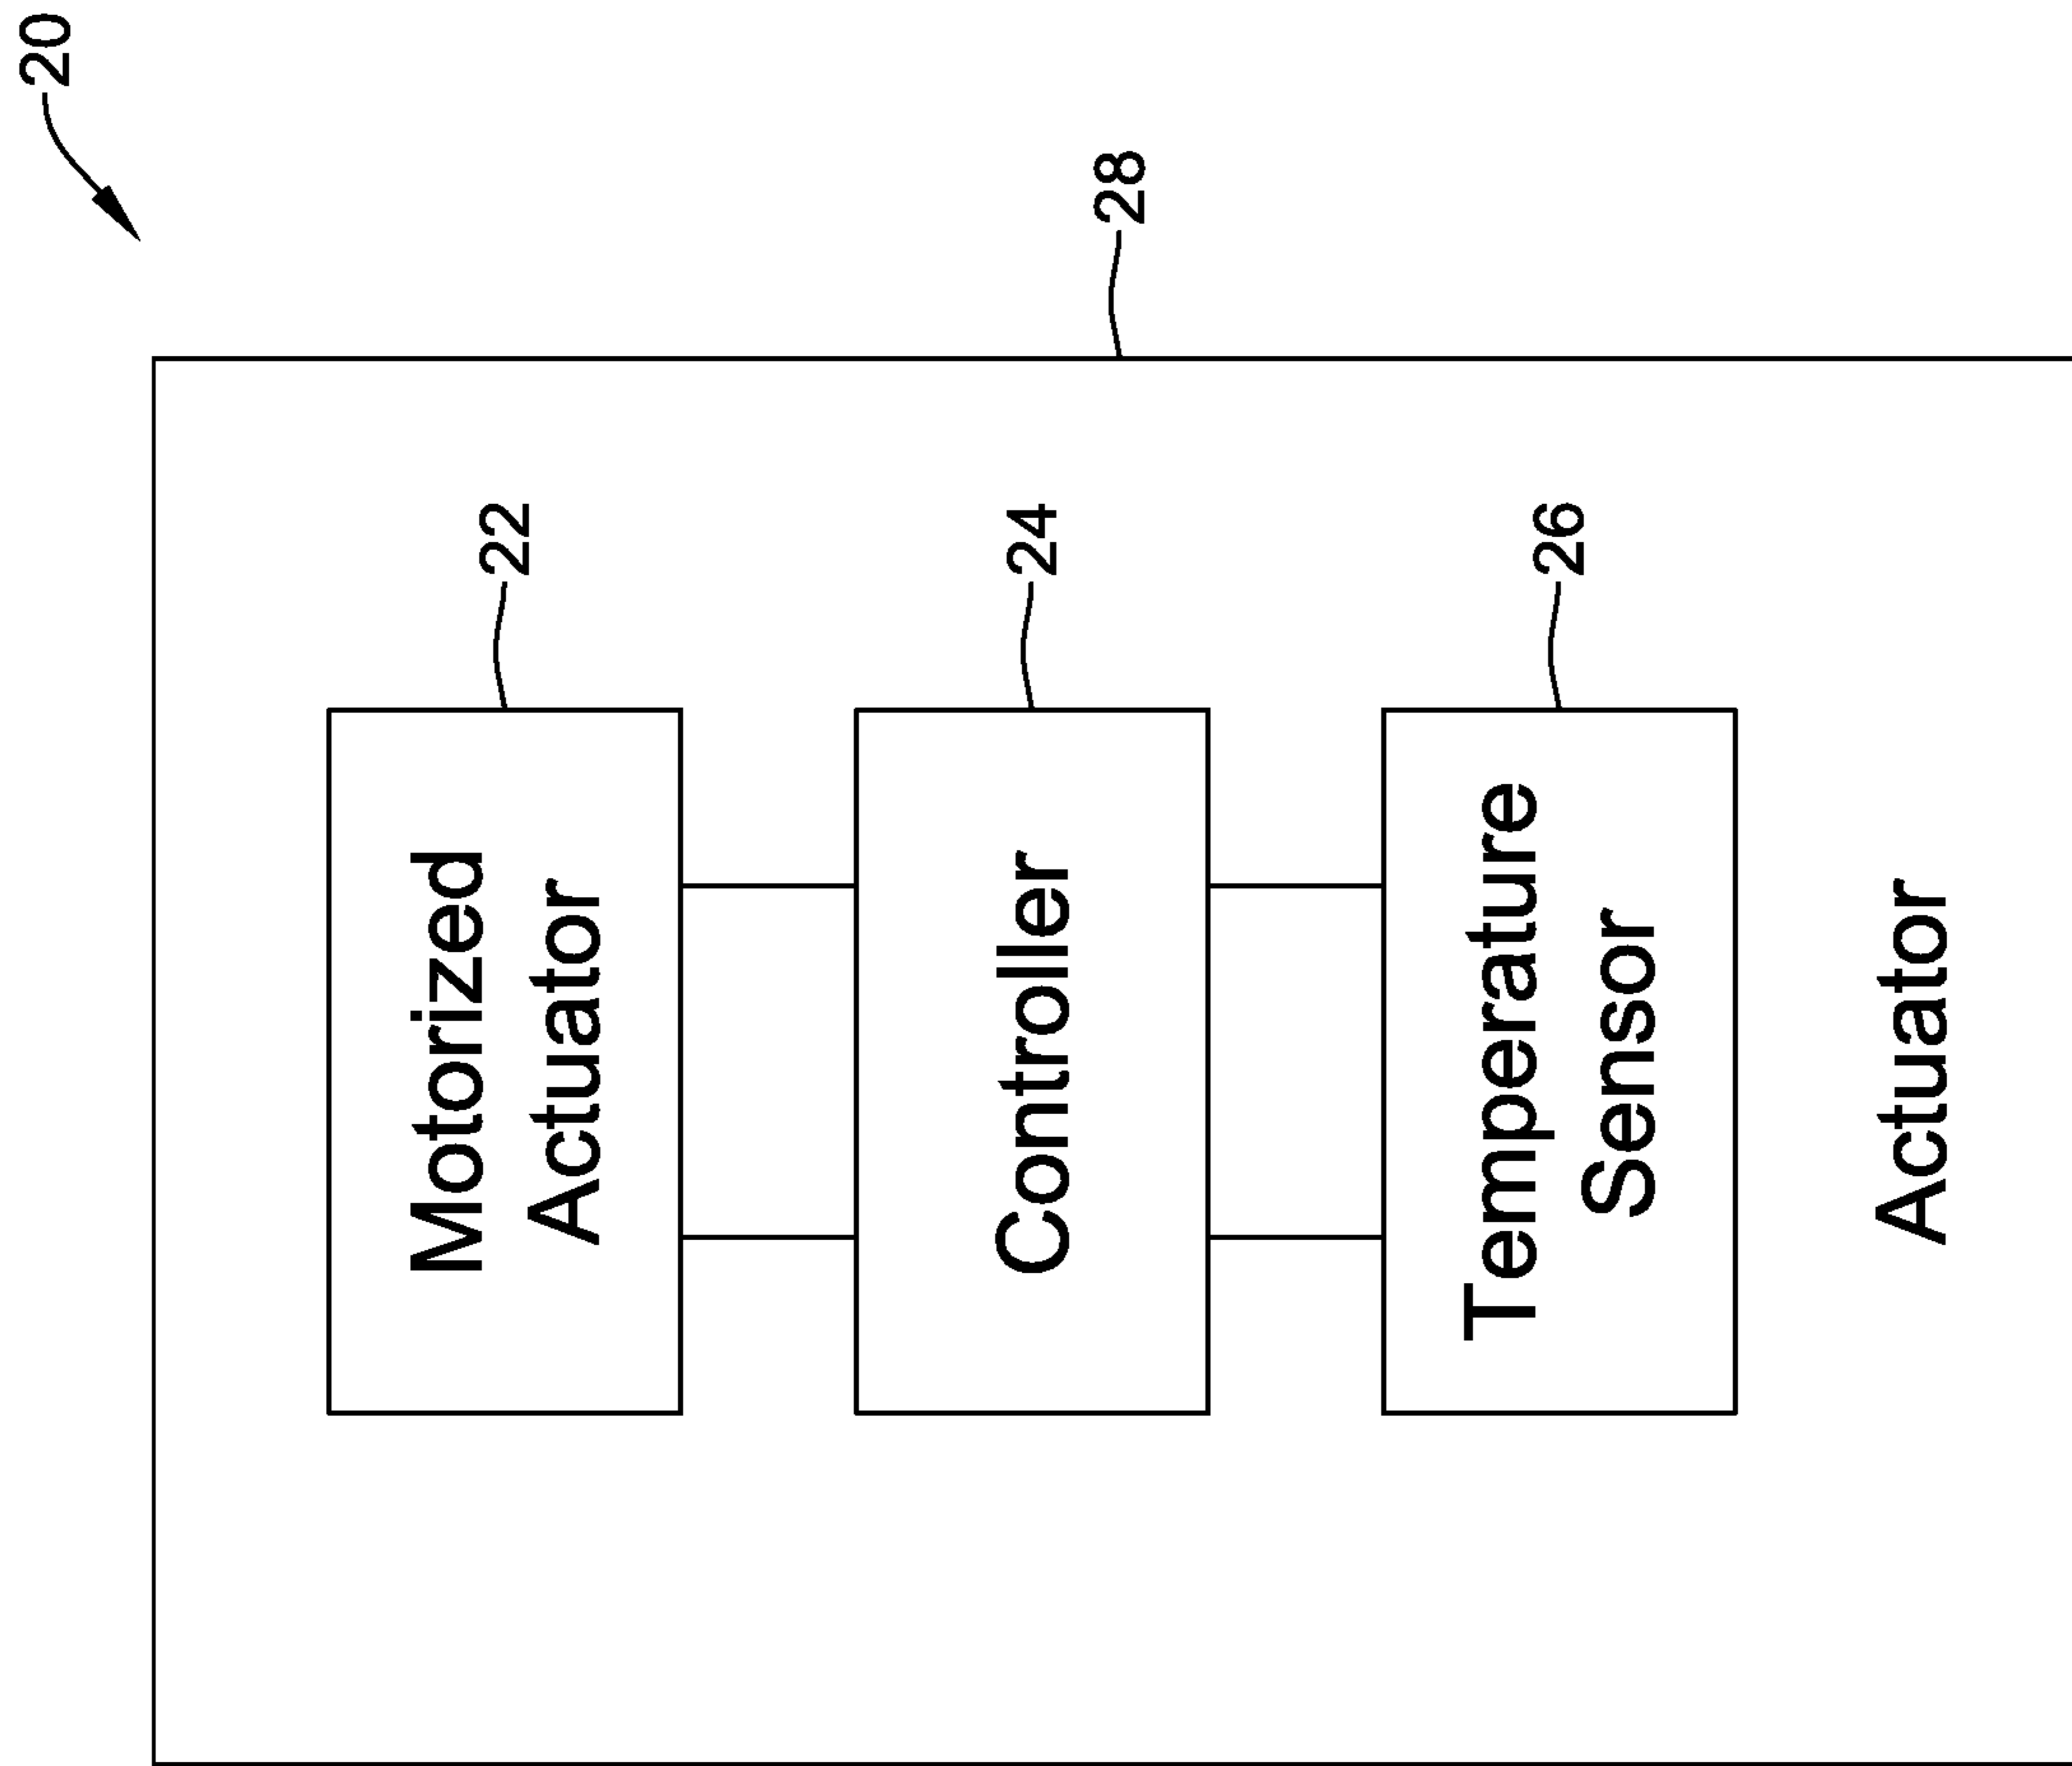 20
28
22
Motorized
Actuator
24
Controller
26
Temperature
Sensor
Actuator